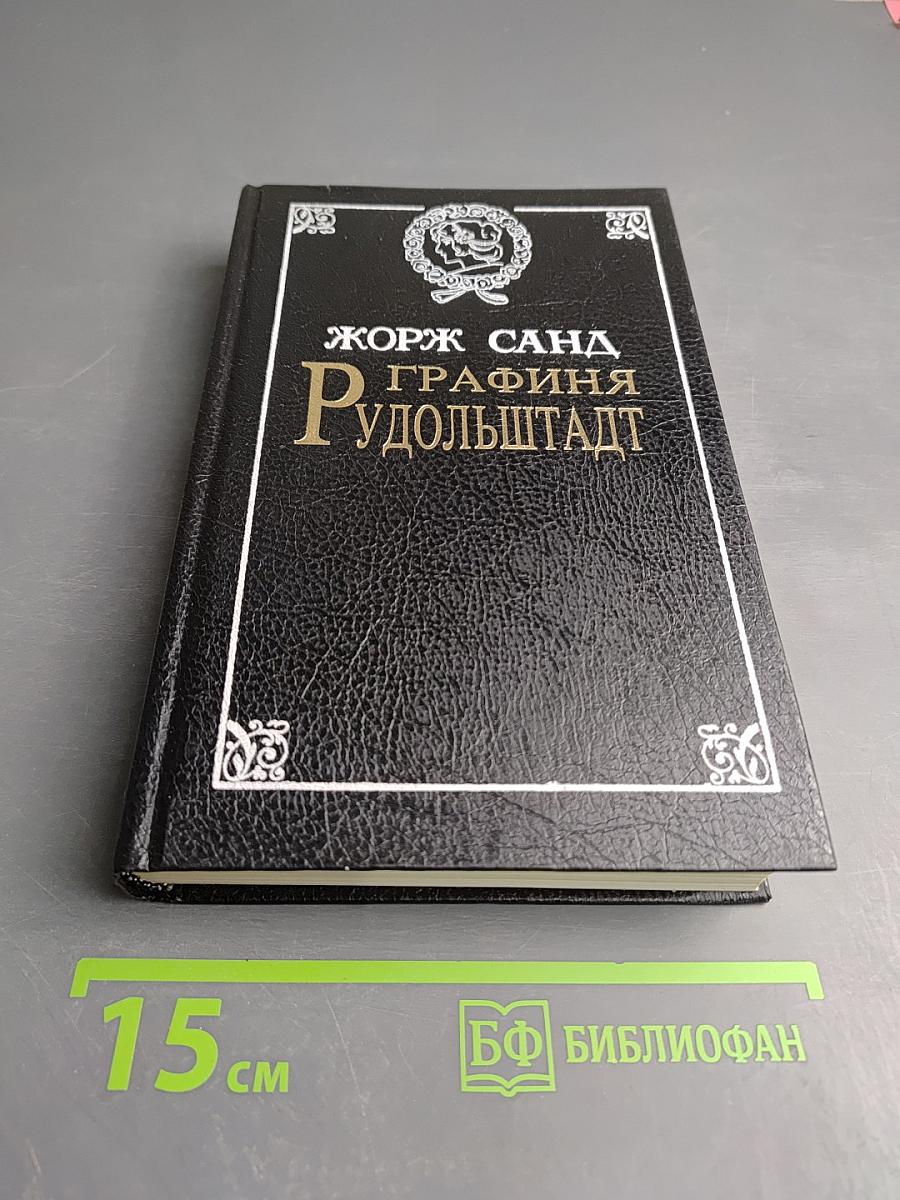 ЖОРЖ САНД
ГРАФИНЯ
РУДОЛЬШТАДТ
15 см
БФ БИБЛИОФАН